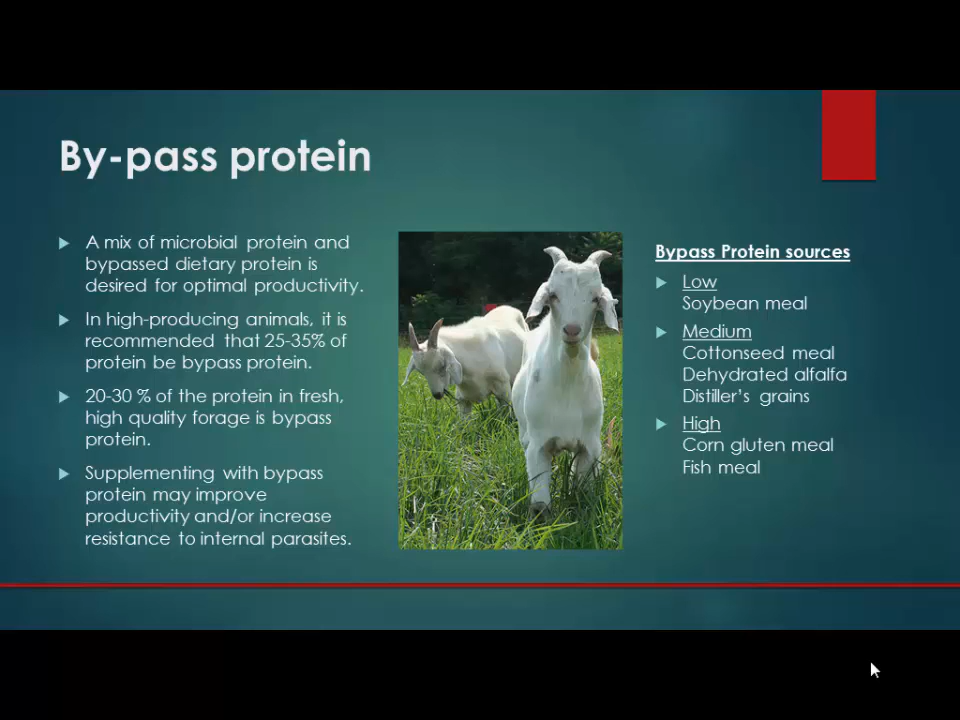 By-pass protein
A mix of microbial protein and
bypassed dietary protein is
desired for optimal productivity.
In high-producing animals, it is
recommended that 25-35% of
protein be bypass protein.
20-30 % of the protein in fresh,
high quality forage is bypass
protein.
Supplementing with bypass
protein may improve
productivity and/or increase
resistance to internal parasites.
Bypass Protein sources
Low
Soybean meal
Medium
Cottonseed meal
Dehydrated alfalfa
Distiller's grains
High
Corn gluten meal
Fish meal